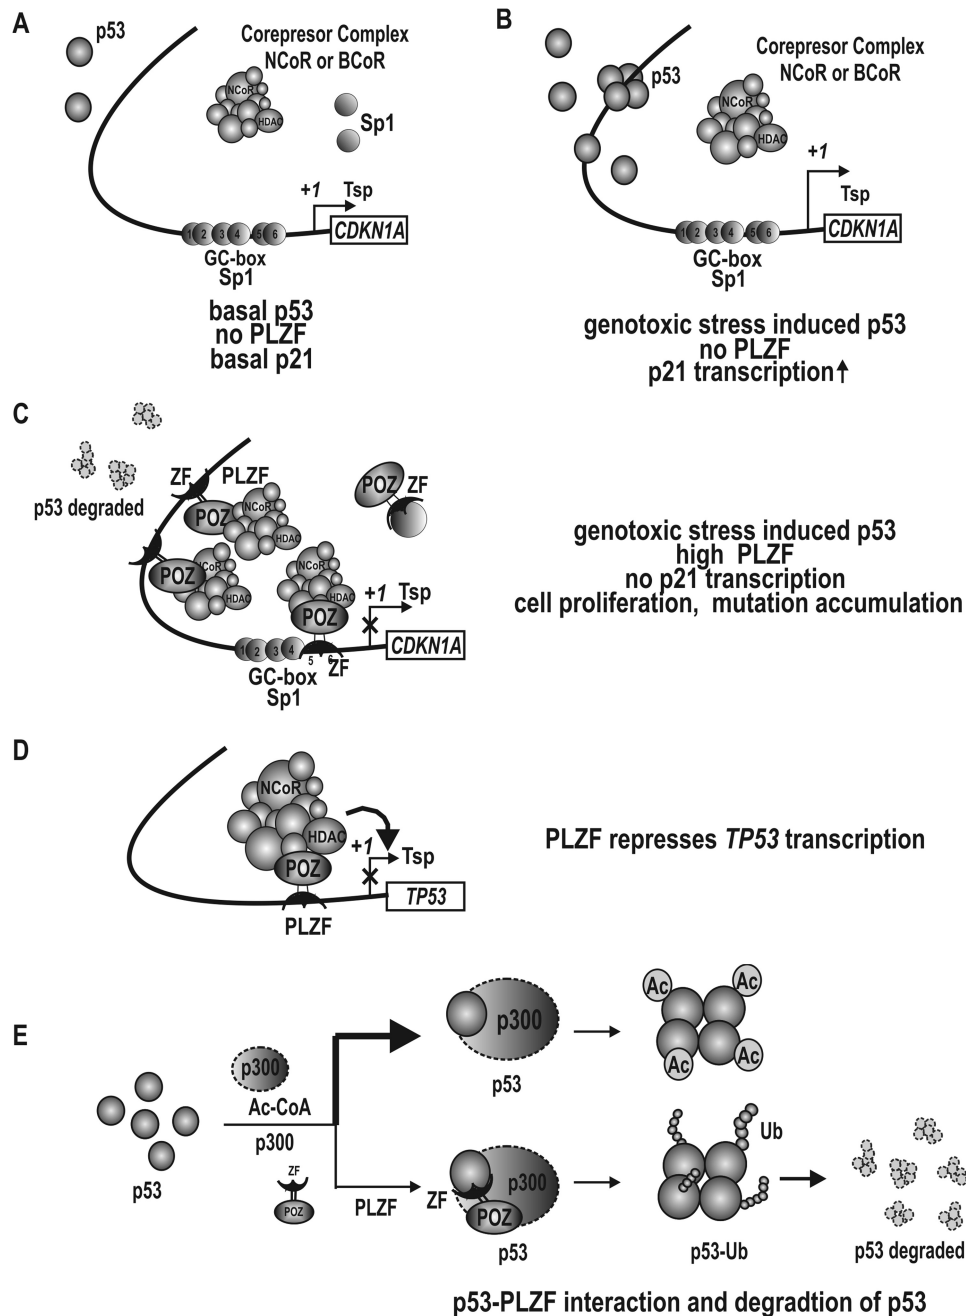 A
p53
Corepresor Complex
NCoR or BCoR
NCoR
HDAC
Sp1
+1
Tsp
1 2 3 4 5 6
CDKN1A
GC-box
Sp1
basal p53
no PLZF
basal p21
B
p53
Corepresor Complex
NCoR or BCoR
NCoR
HDAC
+1
Tsp
1 2 3 4 5 6
CDKN1A
GC-box
Sp1
genotoxic stress induced p53
no PLZF
p21 transcription
C
p53 degraded
ZF
PLZF
NCoR
POZ
HDAC
POZ
NCoR
HDAC
POZ
ZF
NCoR
HDAC
POZ
+1
Tsp
1 2 3 4 5 6
ZF
CDKN1A
GC-box
Sp1
genotoxic stress induced p53
high PLZF
no p21 transcription
cell proliferation, mutation accumulation
D
NCoR
HDAC
POZ
+1
Tsp
TP53
PLZF
PLZF represses TP53 transcription
E
p53
p300
Ac-CoA
p300
ZF
POZ
PLZF
p300
p53
Ac
Ac
Ac
Ac
ZF
p300
POZ
p53
Ub
p53-Ub
p53 degraded
p53-PLZF interaction and degradtion of p53